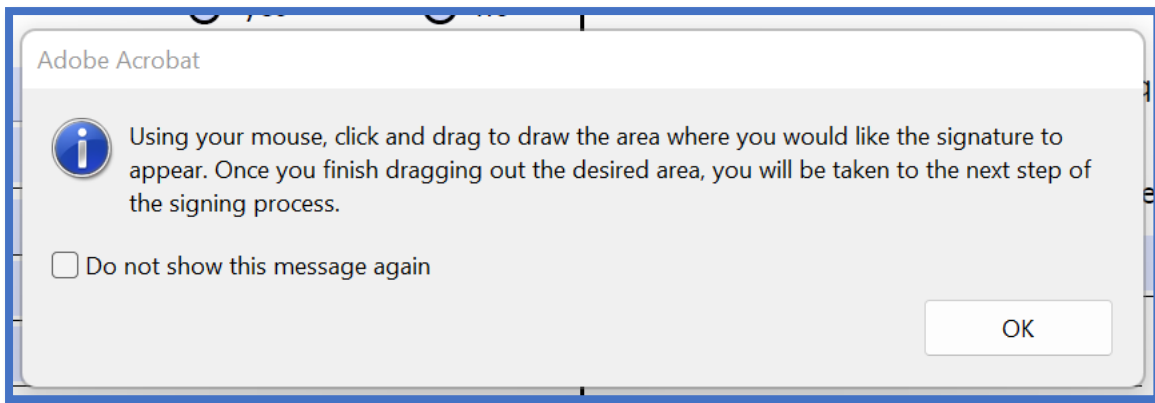 Adobe Acrobat
Using your mouse, click and drag to draw the area where you would like the signature to
appear. Once you finish dragging out the desired area, you will be taken to the next step of
the signing process.
Do not show this message again
OK